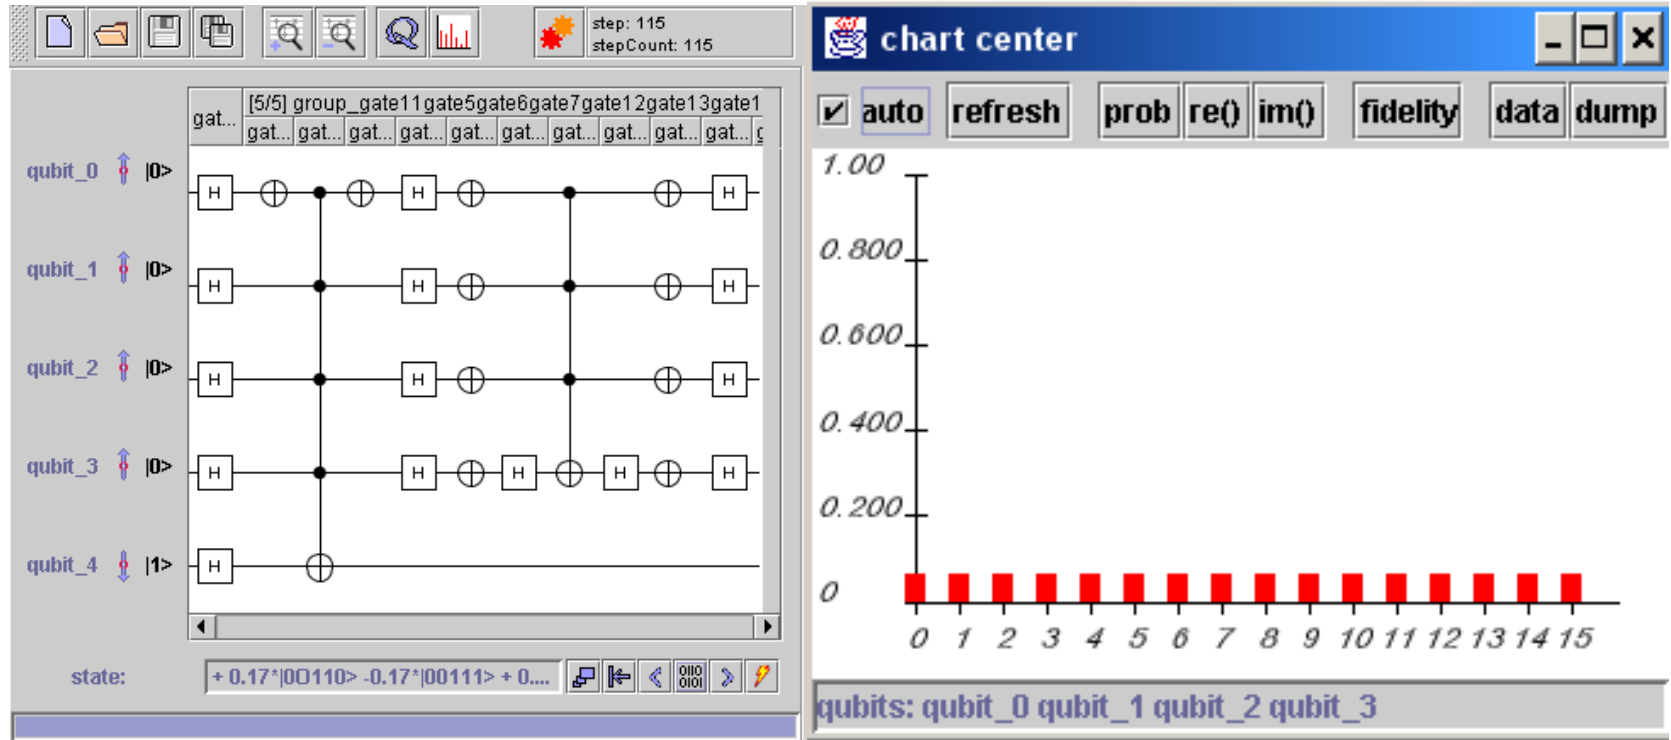 step: 115
stepCount: 115
gat...
[5/5] group_gate11gate5gate6gate7gate12gate13gate1
gat... gat... gat... gat... gat... gat... gat... gat... gat... gat... g
qubit_0 |0>
H H H
qubit_1 |0>
H H H
qubit_2 |0>
H H H
qubit_3 |0>
H H H H H
qubit_4 |1>
H
state:
+ 0.17*|00110> -0.17*|00111> + 0....
0110
0101
chart center
auto refresh prob re() im() fidelity data dump
1.00
0.800
0.600
0.400
0.200
0
0 1 2 3 4 5 6 7 8 9 10 11 12 13 14 15
qubits: qubit_0 qubit_1 qubit_2 qubit_3